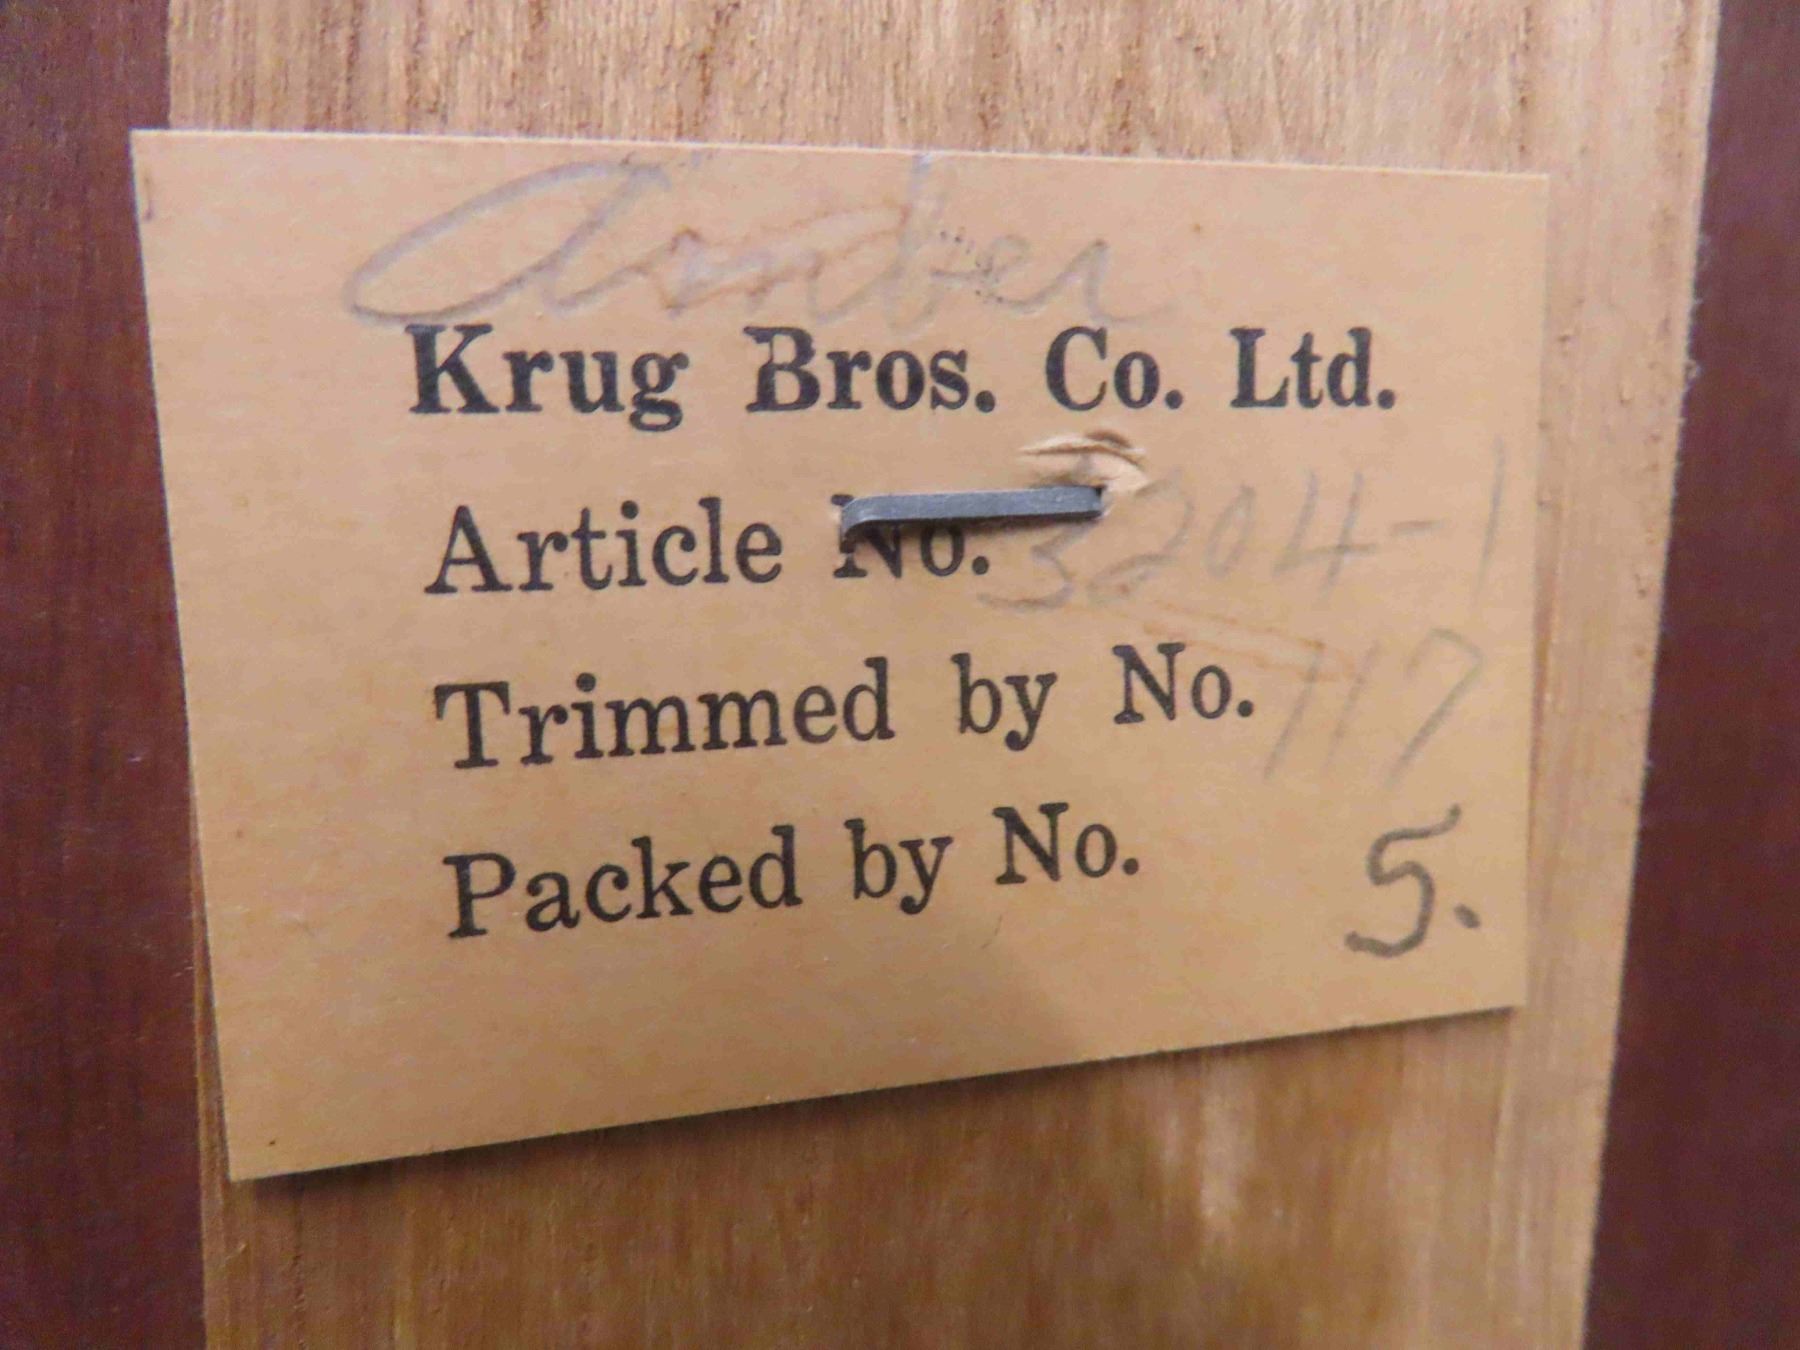 Amber
Krug Bros. Co. Ltd.
Article No. 3204-1
Trimmed by No. 117
Packed by No. 5.